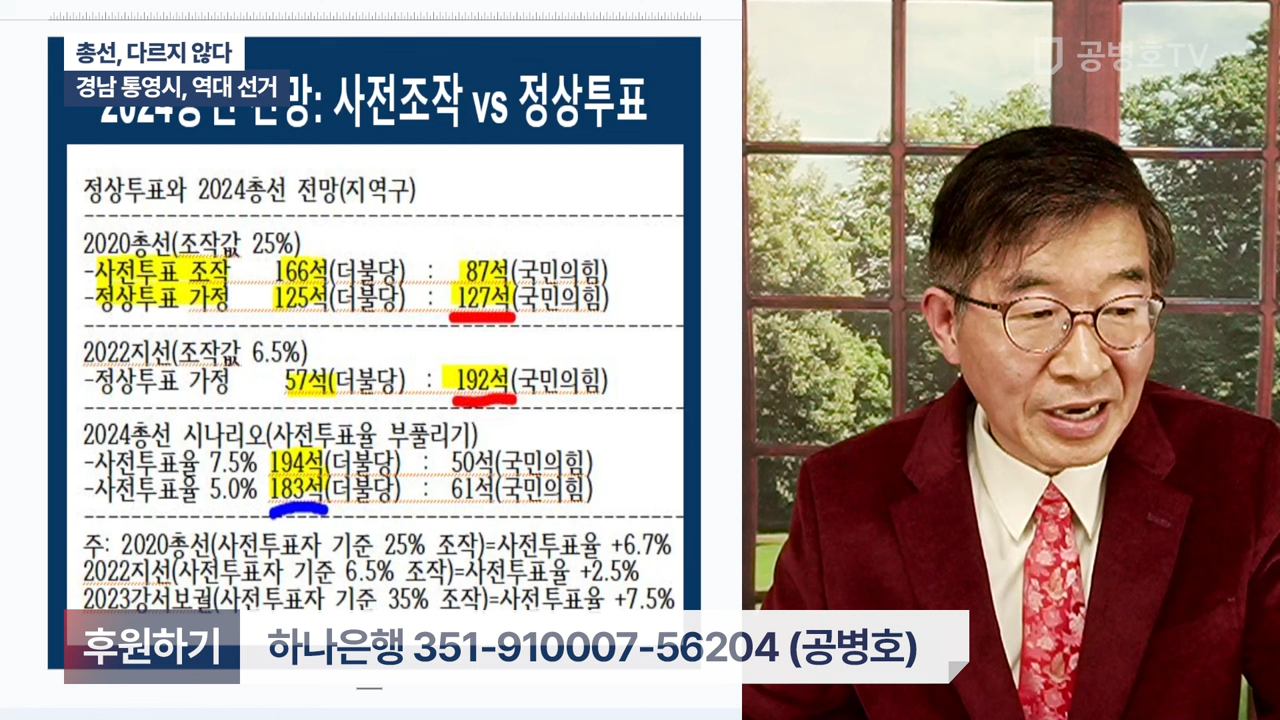 총선, 다르지 않다
경남 통영시, 역대 선거
공병호TV
2024총선 전망: 사전조작 vs 정상투표
정상투표와 2024총선 전망(지역구)
2020총선(조작값 25%)
-사전투표 조작 166석(더불당) : 87석(국민의힘)
-정상투표 가정 125석(더불당) : 127석(국민의힘)
2022지선(조작값 6.5%)
-정상투표 가정 57석(더불당) : 192석(국민의힘)
2024총선 시나리오(사전투표율 부풀리기)
-사전투표율 7.5% 194석(더불당) : 50석(국민의힘)
-사전투표율 5.0% 183석(더불당) : 61석(국민의힘)
주: 2020총선(사전투표자 기준 25% 조작)=사전투표율 +6.7%
2022지선(사전투표자 기준 6.5% 조작)=사전투표율 +2.5%
2023강서보궐(사전투표자 기준 35% 조작)=사전투표율 +7.5%
후원하기 하나은행 351-910007-56204 (공병호)